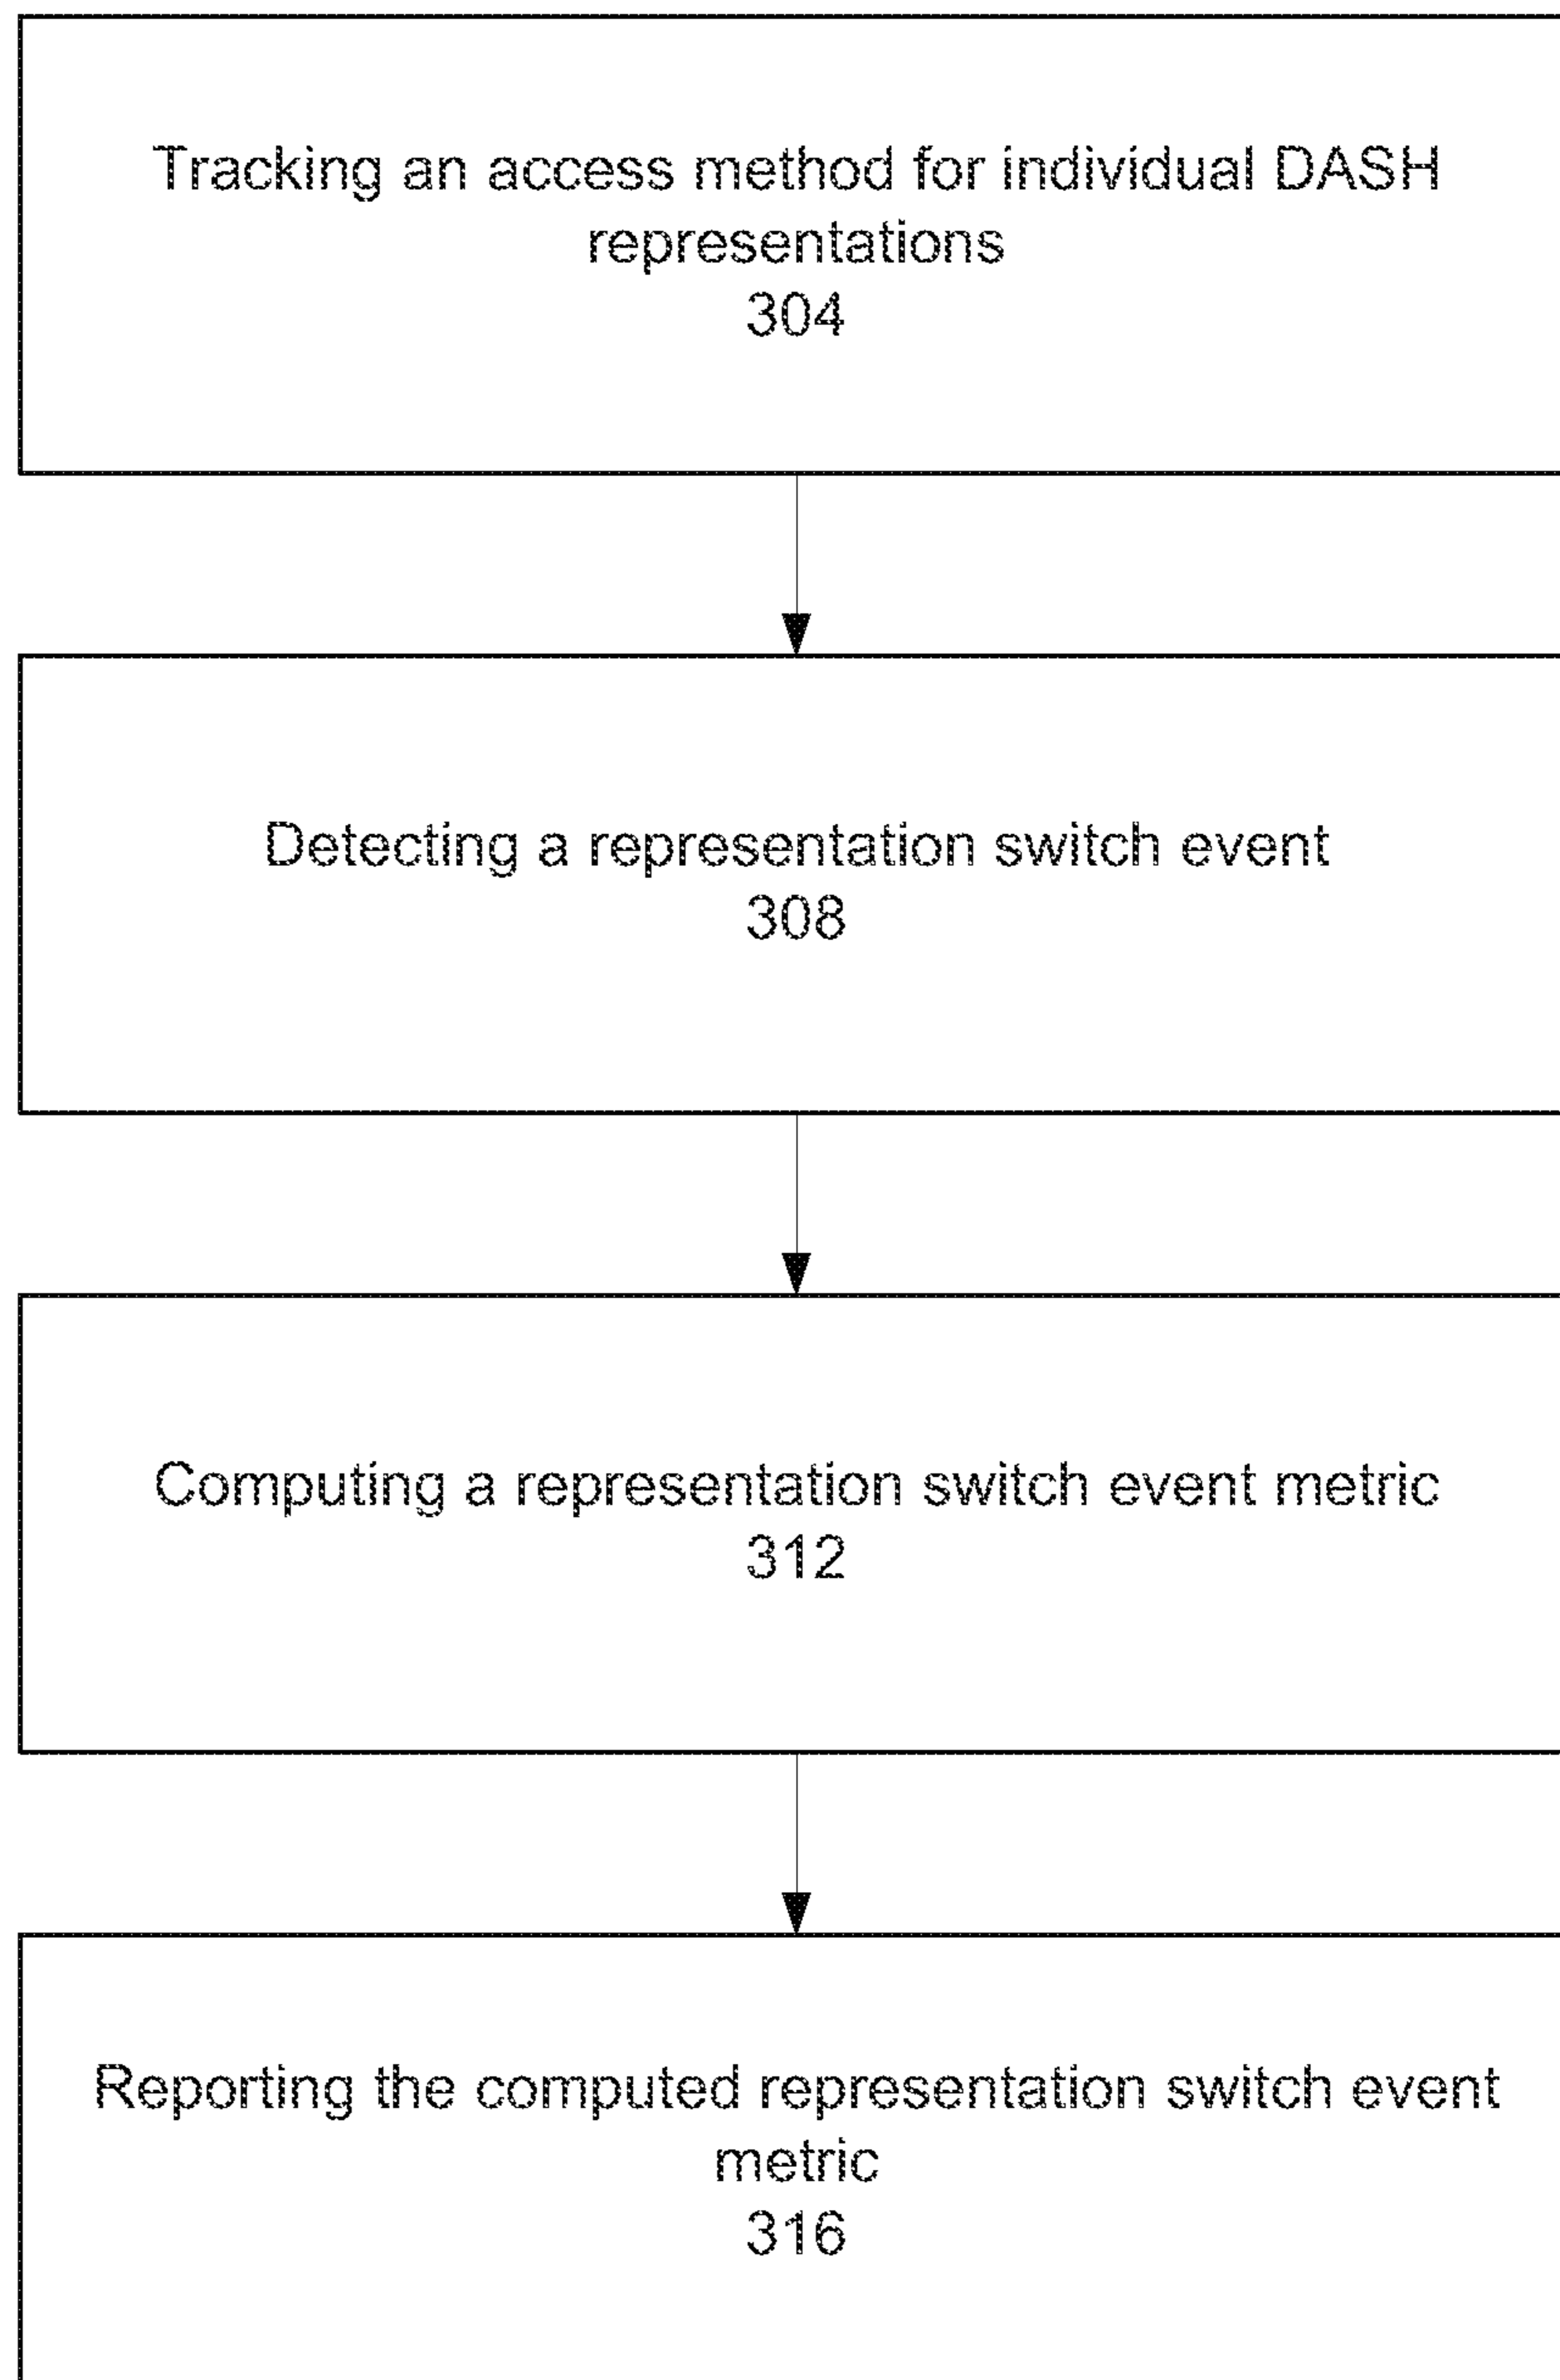 Tracking an access method for individual DASH
representations
304
Detecting a representation switch event
308
Computing a representation switch event metric
312
Reporting the computed representation switch event
metric
316